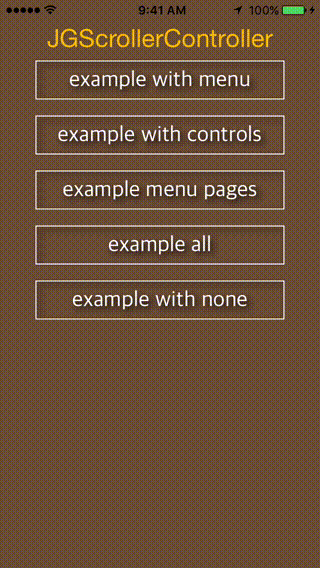 9:41 AM 100%
JGScrollerController
example with menu
example with controls
example menu pages
example all
example with none